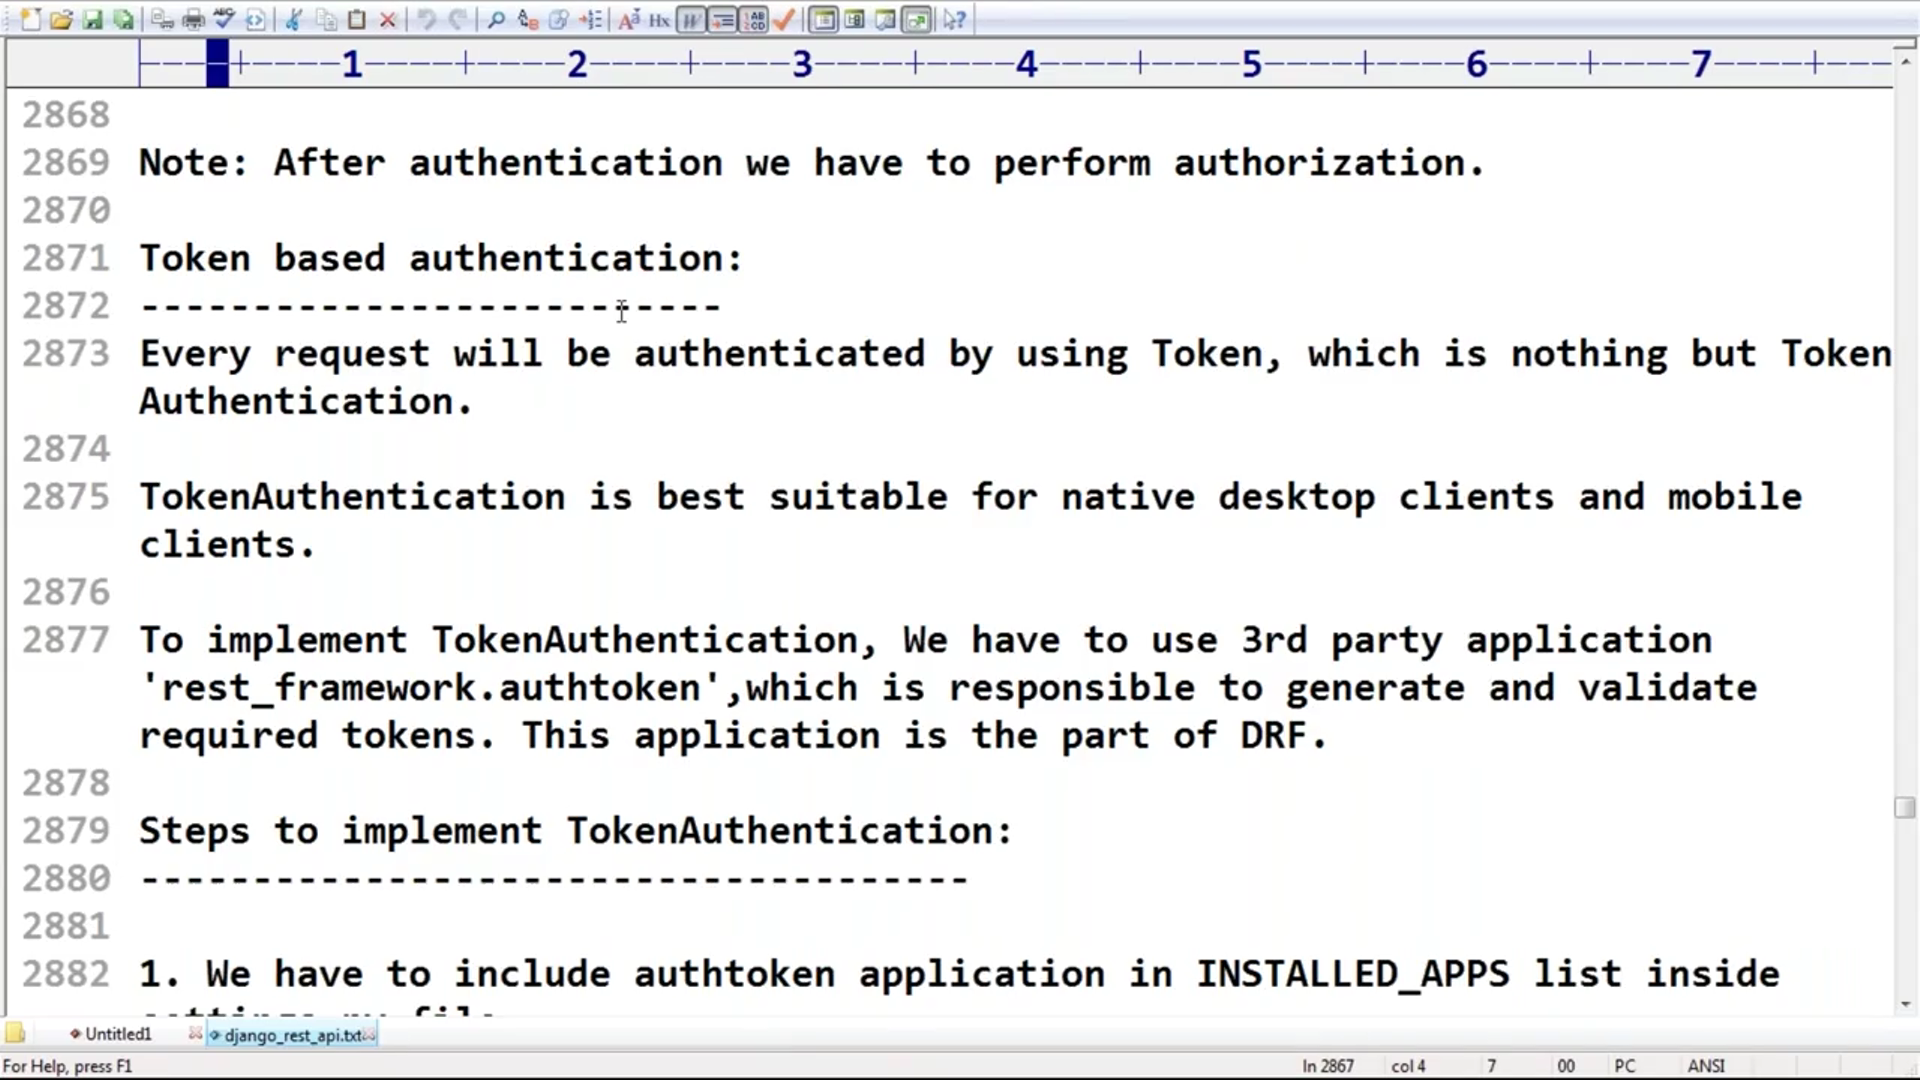 1 2 3 4 5 6 7
2868
2869 Note: After authentication we have to perform authorization.
2870
2871 Token based authentication:
2872 --------------------------
2873 Every request will be authenticated by using Token, which is nothing but Token
Authentication.
2874
2875 TokenAuthentication is best suitable for native desktop clients and mobile
clients.
2876
2877 To implement TokenAuthentication, We have to use 3rd party application
'rest_framework.authtoken',which is responsible to generate and validate
required tokens. This application is the part of DRF.
2878
2879 Steps to implement TokenAuthentication:
2880 -------------------------------------
2881
2882 1. We have to include authtoken application in INSTALLED_APPS list inside
Untitled1 django_rest_api.txt
For Help, press F1 ln 2867 col 4 7 00 PC ANSI